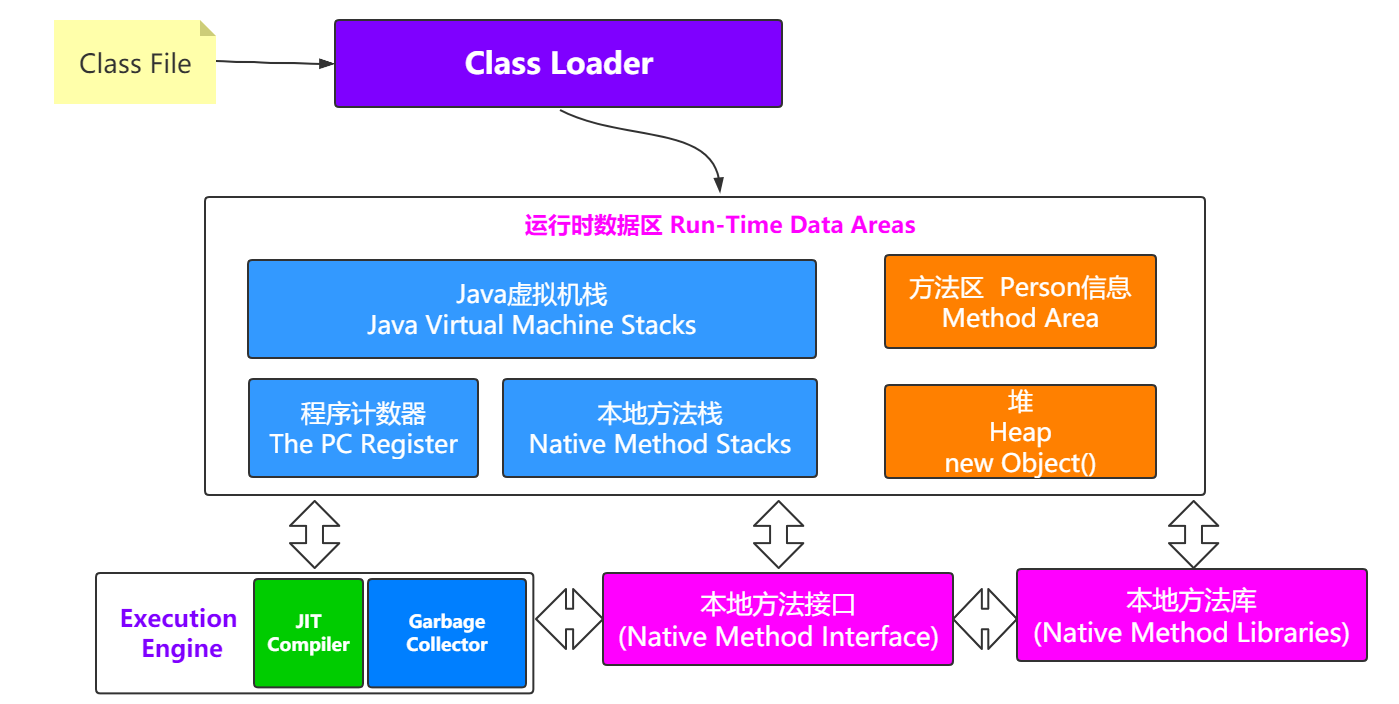 Class File
Class Loader
运行时数据区 Run-Time Data Areas
Java虚拟机栈
Java Virtual Machine Stacks
方法区 Person信息
Method Area
程序计数器
The PC Register
本地方法栈
Native Method Stacks
堆
Heap
new Object()
Execution
Engine
JIT
Compiler
Garbage
Collector
本地方法接口
(Native Method Interface)
本地方法库
(Native Method Libraries)